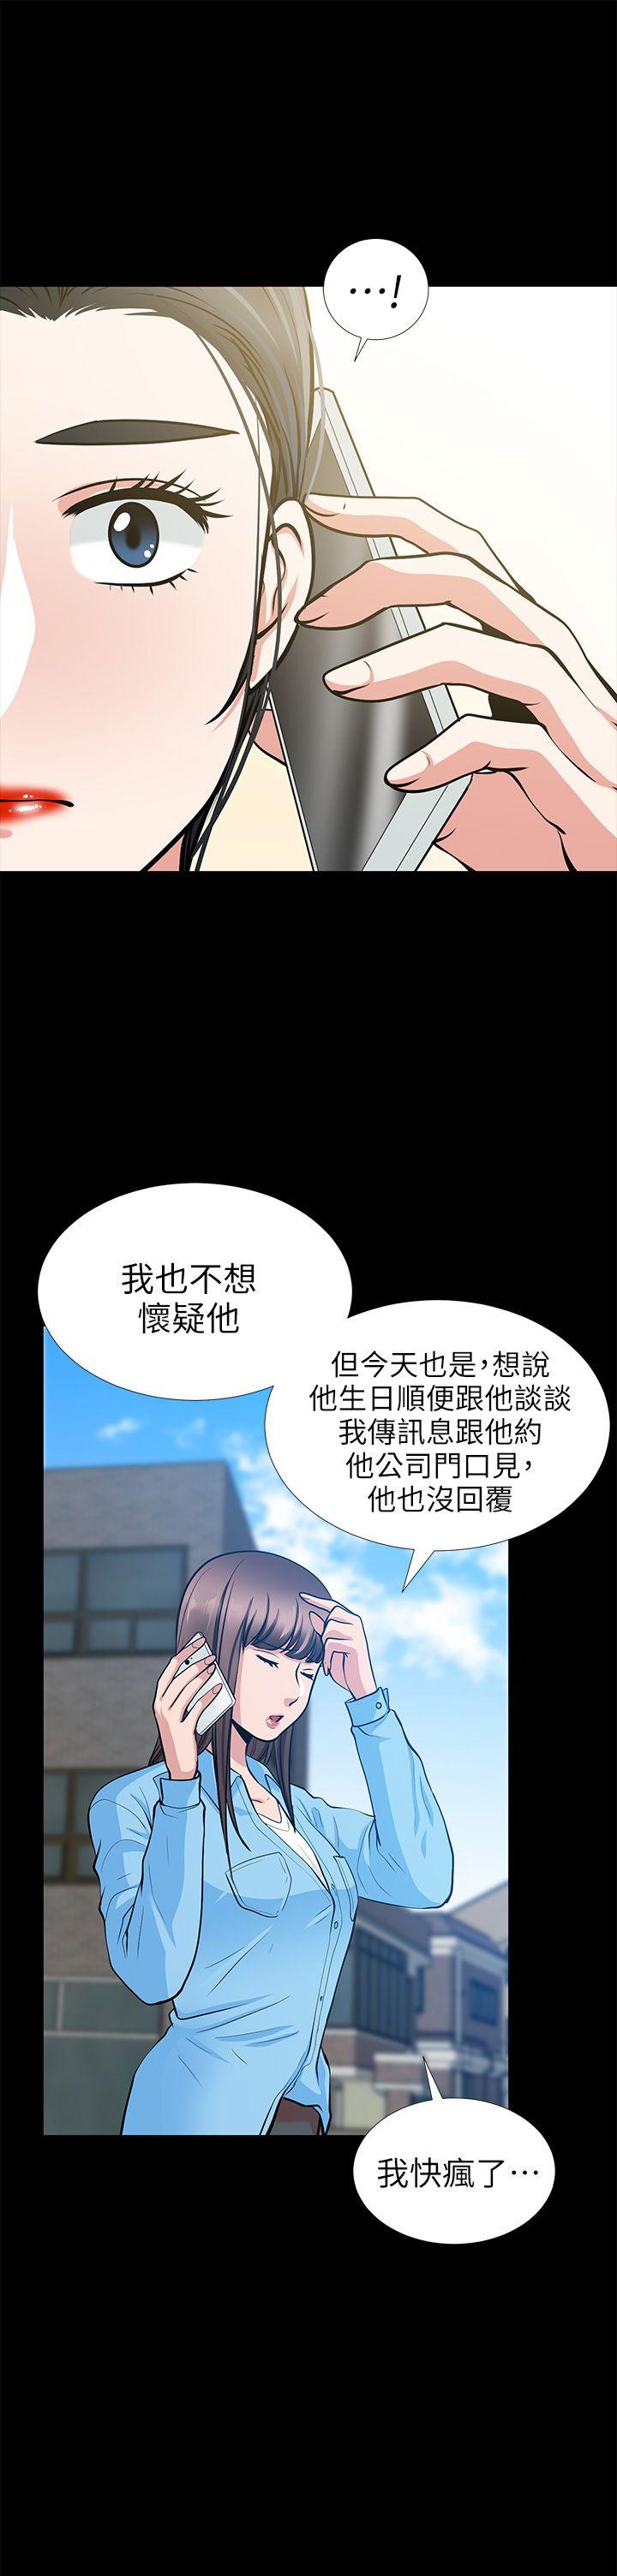 …!
我也不想
懷疑他
但今天也是，想說
他生日順便跟他談談
我傳訊息跟他約
他公司門口見，
他也沒回覆
我快瘋了…